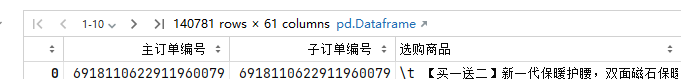 1-10 140781 rows × 61 columns pd.Dataframe
主订单编号 子订单编号 选购商品
0 6918110622911960079 6918110622911960079 \t 【买一送二】新一代保暖护腰，双面磁石保暖